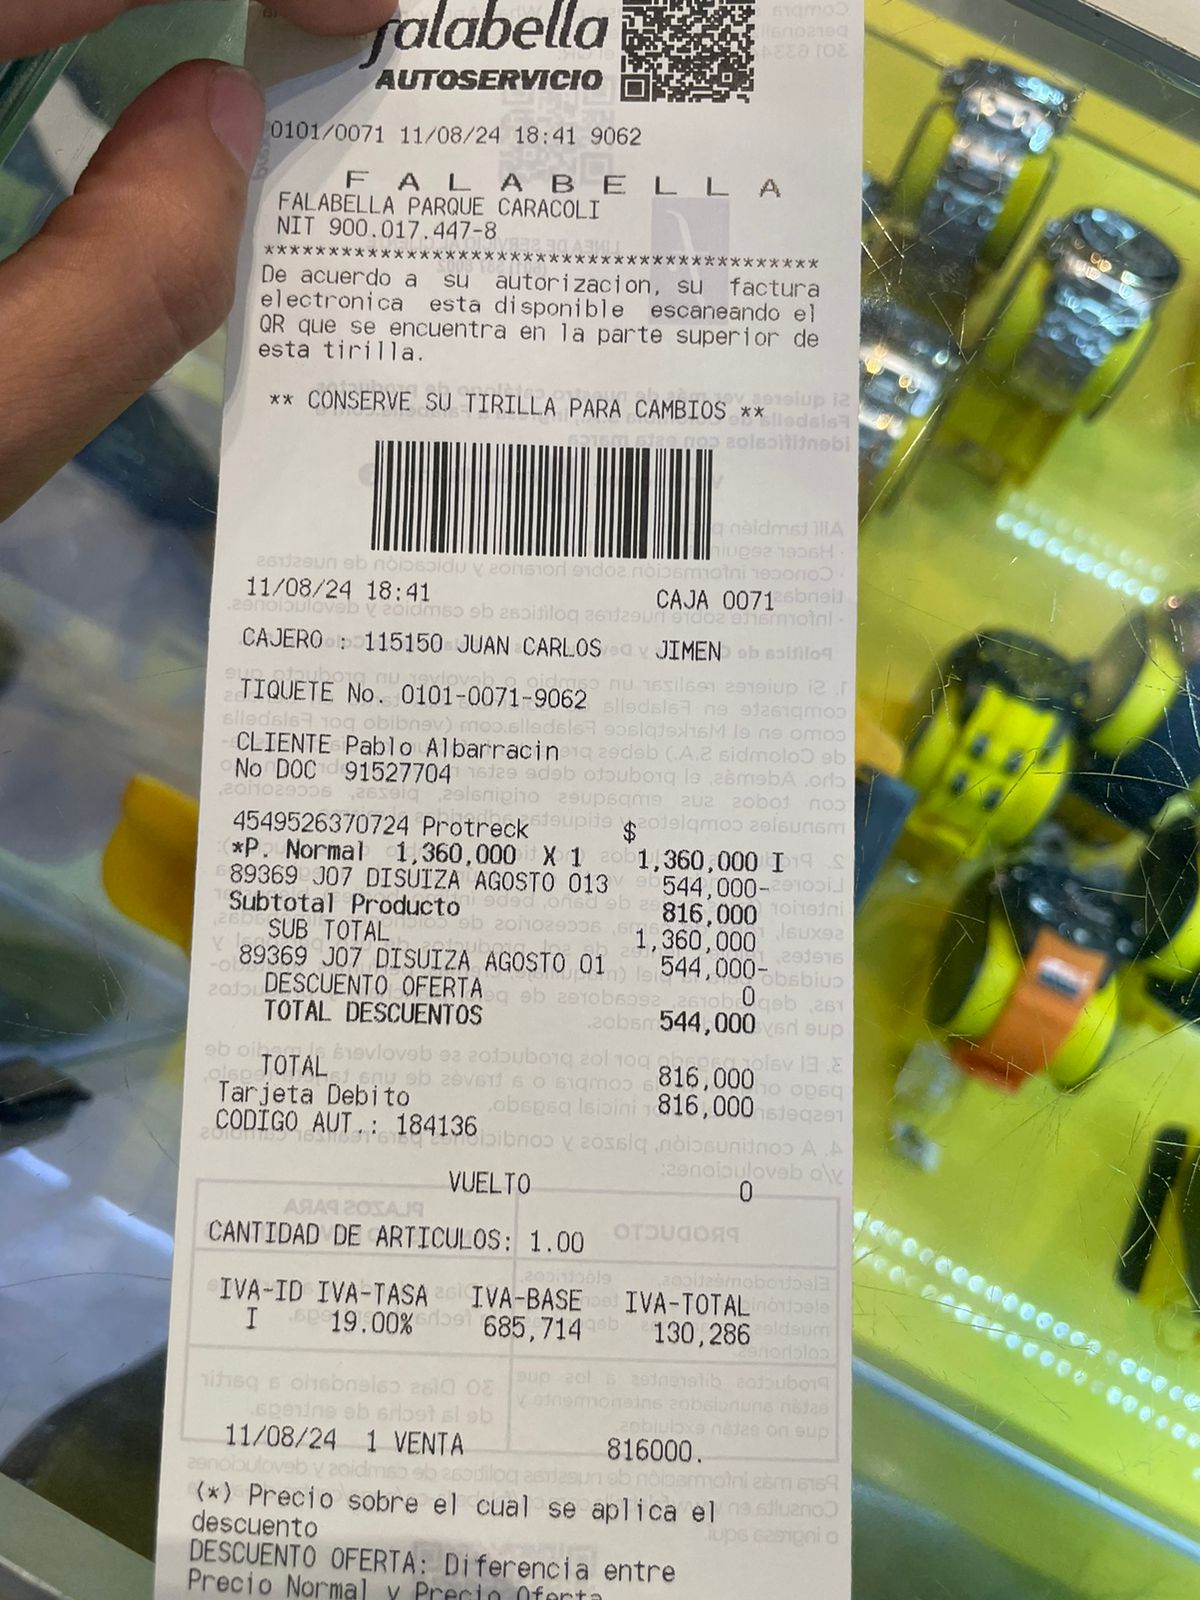 falabella
AUTOSERVICIO
0101/0071 11/08/24 18:41 9062
F A L A B E L L A
FALABELLA PARQUE CARACOLI
NIT 900.017.447-8
*********************************************
De acuerdo a su autorizacion, su factura
electronica esta disponible escaneando el
QR que se encuentra en la parte superior de
esta tirilla.
** CONSERVE SU TIRILLA PARA CAMBIOS **
11/08/24 18:41 CAJA 0071
CAJERO : 115150 JUAN CARLOS JIMEN
TIQUETE No. 0101-0071-9062
CLIENTE Pablo Albarracin
No DOC 91527704
4549526370724 Protreck $
*P. Normal 1,360,000 X 1 1,360,000 I
89369 J07 DISUIZA AGOSTO 013 544,000-
Subtotal Producto 816,000
SUB TOTAL 1,360,000
89369 J07 DISUIZA AGOSTO 01 544,000-
DESCUENTO OFERTA 0
TOTAL DESCUENTOS 544,000
TOTAL 816,000
Tarjeta Debito 816,000
CODIGO AUT.: 184136
VUELTO 0
CANTIDAD DE ARTICULOS: 1.00
IVA-ID IVA-TASA IVA-BASE IVA-TOTAL
I 19.00% 685,714 130,286
11/08/24 1 VENTA 816000.
(*) Precio sobre el cual se aplica el
descuento
DESCUENTO OFERTA: Diferencia entre
Precio Normal y Precio Oferta